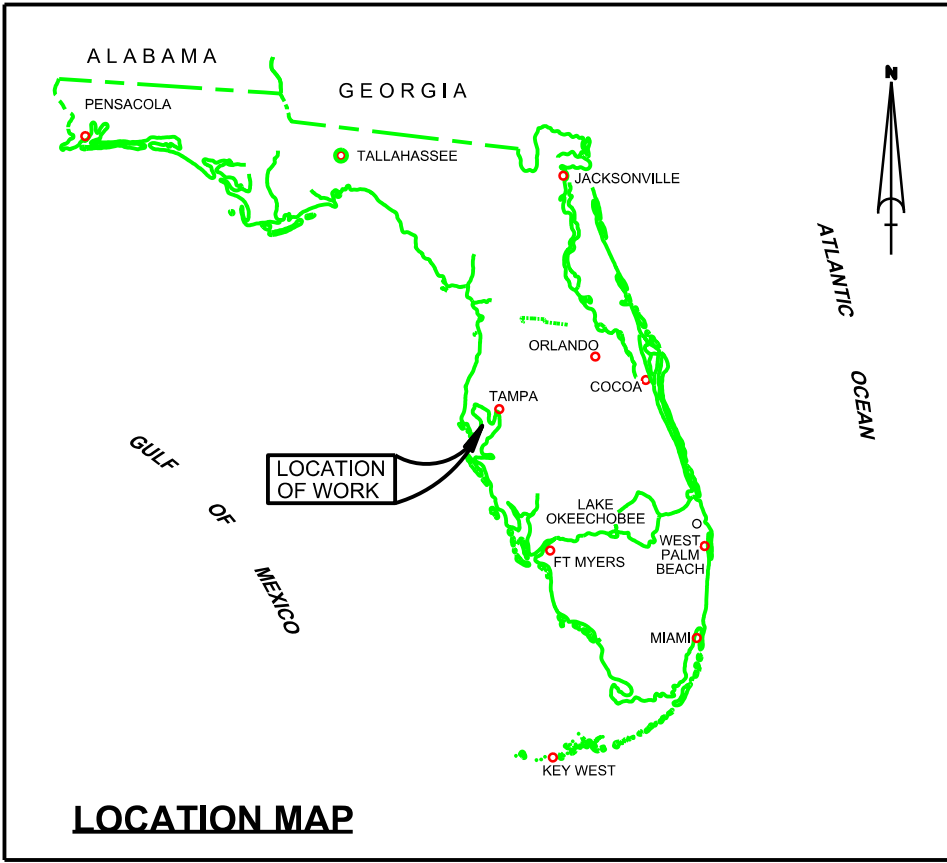 ALABAMA
GEORGIA
N
PENSACOLA
TALLAHASSEE
JACKSONVILLE
ATLANTIC
OCEAN
ORLANDO
COCOA
TAMPA
GULF
OF
MEXICO
LOCATION
OF WORK
LAKE
OKEECHOBEE
WEST
PALM
BEACH
FT MYERS
MIAMI
KEY WEST
LOCATION MAP